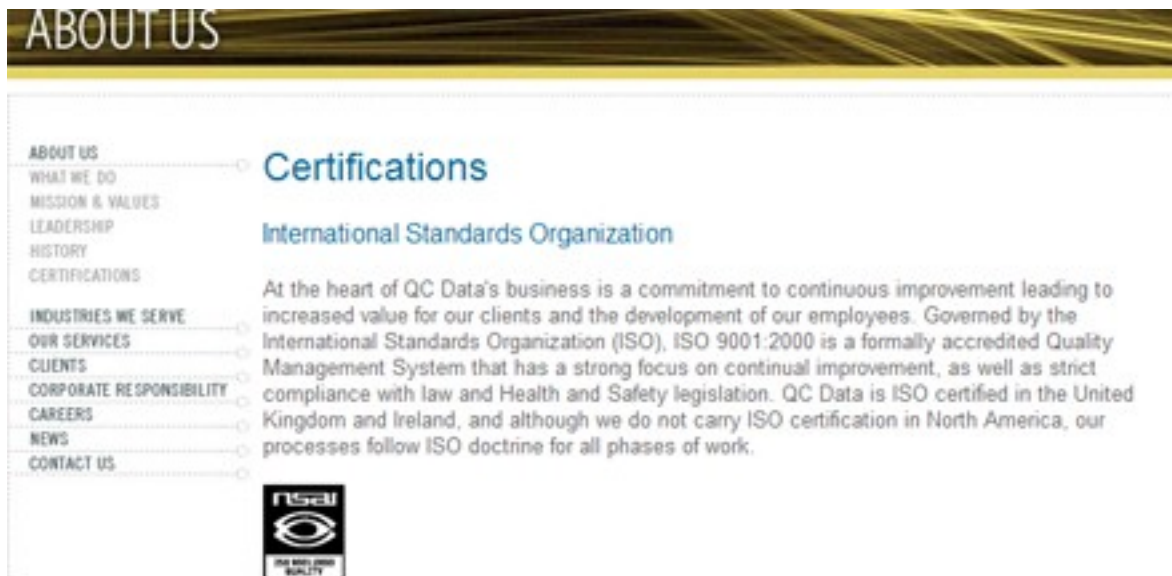 ABOUT US
ABOUT US
WHAT WE DO
MISSION & VALUES
LEADERSHIP
HISTORY
CERTIFICATIONS
INDUSTRIES WE SERVE
OUR SERVICES
CLIENTS
CORPORATE RESPONSIBILITY
CAREERS
NEWS
CONTACT US
Certifications
International Standards Organization
At the heart of QC Data's business is a commitment to continuous improvement leading to
increased value for our clients and the development of our employees. Governed by the
International Standards Organization (ISO), ISO 9001:2000 is a formally accredited Quality
Management System that has a strong focus on continual improvement, as well as strict
compliance with law and Health and Safety legislation. QC Data is ISO certified in the United
Kingdom and Ireland, and although we do not carry ISO certification in North America, our
processes follow ISO doctrine for all phases of work.
nsai
ISO 9001:2000
QUALITY